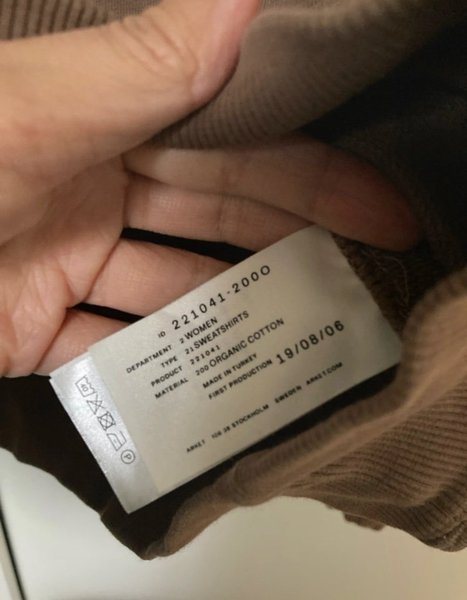 ID 221041-2000
DEPARTMENT 2 WOMEN
TYPE 21 SWEATSHIRTS
PRODUCT 221041
MATERIAL 200 ORGANIC COTTON
MADE IN TURKEY
FIRST PRODUCTION 19/08/06
ARKET 106 38 STOCKHOLM SWEDEN ARKET.COM
40
P